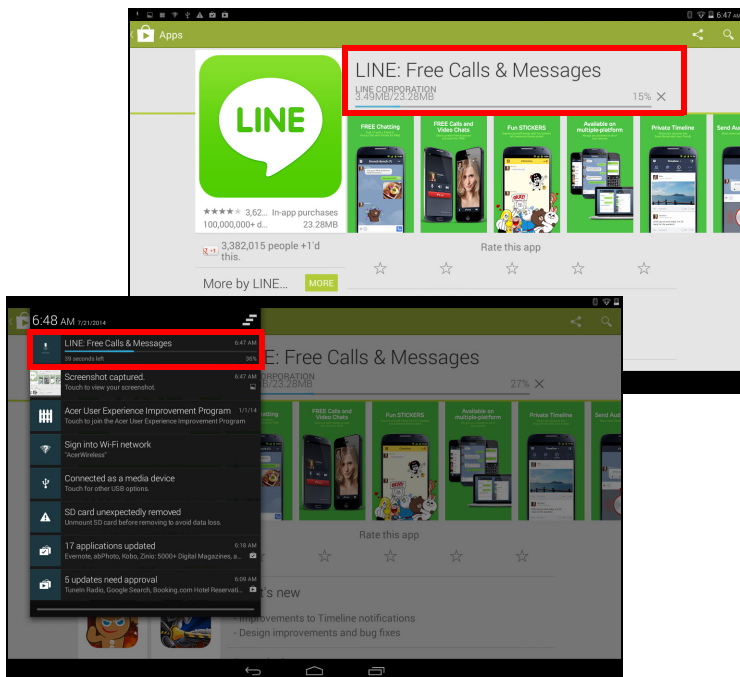 6:47 AM
Apps
LINE: Free Calls & Messages
LINE CORPORATION
3.49MB/23.28MB
15%
LINE
FREE Chatting
FREE Calls and
Video Chats
Fun STICKERS
Available on
multiple-platform
Private Timeline
Send Au
3,62... In-app purchases
100,000,000+ d... 23.28MB
+1
3,382,015 people +1'd
this.
Rate this app
More by LINE...
MORE
6:48 AM 7/21/2014
LINE: Free Calls & Messages 6:47 AM
39 seconds left 36%
Screenshot captured. 6:47 AM
Touch to view your screenshot.
Acer User Experience Improvement Program 1/1/14
Touch to join the Acer User Experience Improvement Program
Sign into Wi-Fi network
"AcerWireless"
Connected as a media device
Touch for other USB options.
SD card unexpectedly removed
Unmount SD card before removing to avoid data loss.
17 applications updated 6:18 AM
Evernote, abPhoto, Kobo, Zinio: 5000+ Digital Magazines, a...
5 updates need approval 6:09 AM
TuneIn Radio, Google Search, Booking.com Hotel Reservati...
E: Free Calls & Messages
ORPORATION
B/23.28MB
27%
atting
FREE Calls and
Video Chats
Fun STICKERS
Available on
multiple-platform
Private Timeline
Send Aud
Rate this app
t's new
- Improvements to Timeline notifications
- Design improvements and bug fixes